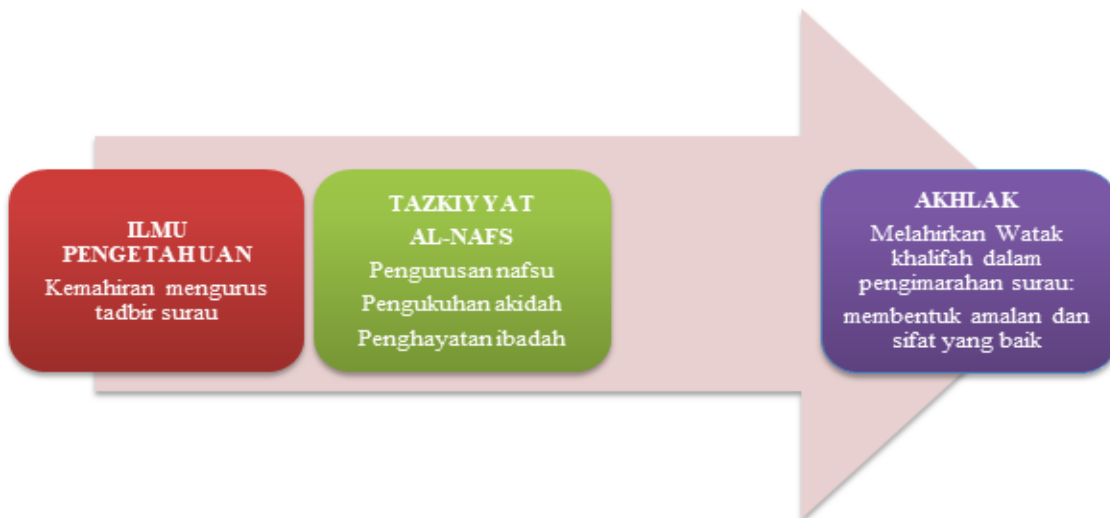 ILMU
PENGETAHUAN
Kemahiran mengurus
tadbir surau
TAZKIYYAT
AL-NAFS
Pengurusan nafsu
Pengukuhan akidah
Penghayatan ibadah
AKHLAK
Melahirkan Watak
khalifah dalam
pengimarahan surau:
membentuk amalan dan
sifat yang baik